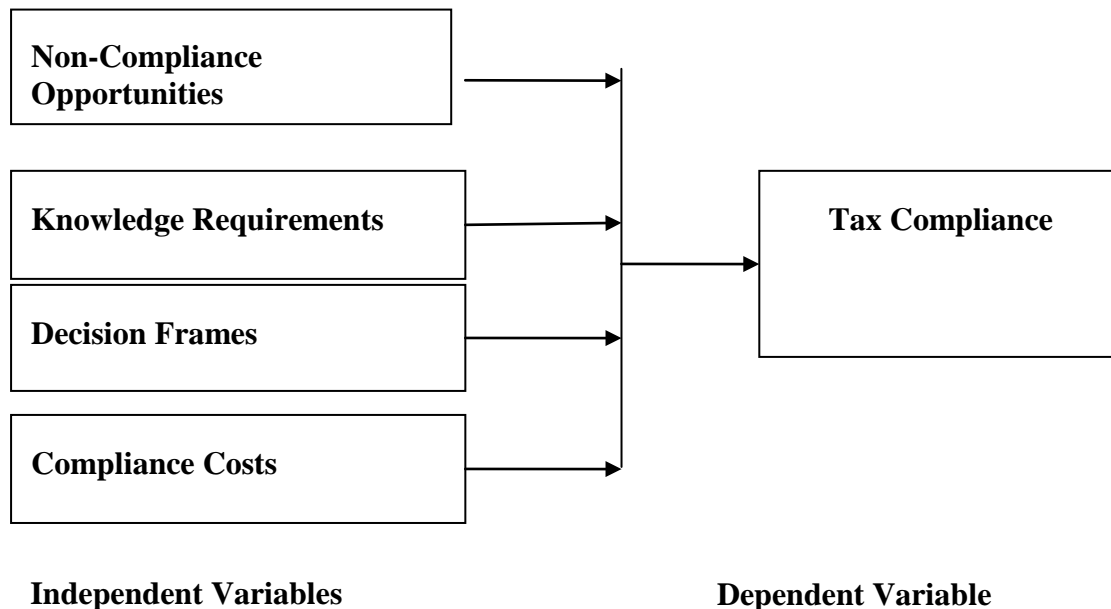 Non-Compliance
Opportunities
Knowledge Requirements
Tax Compliance
Decision Frames
Compliance Costs
Independent Variables
Dependent Variable